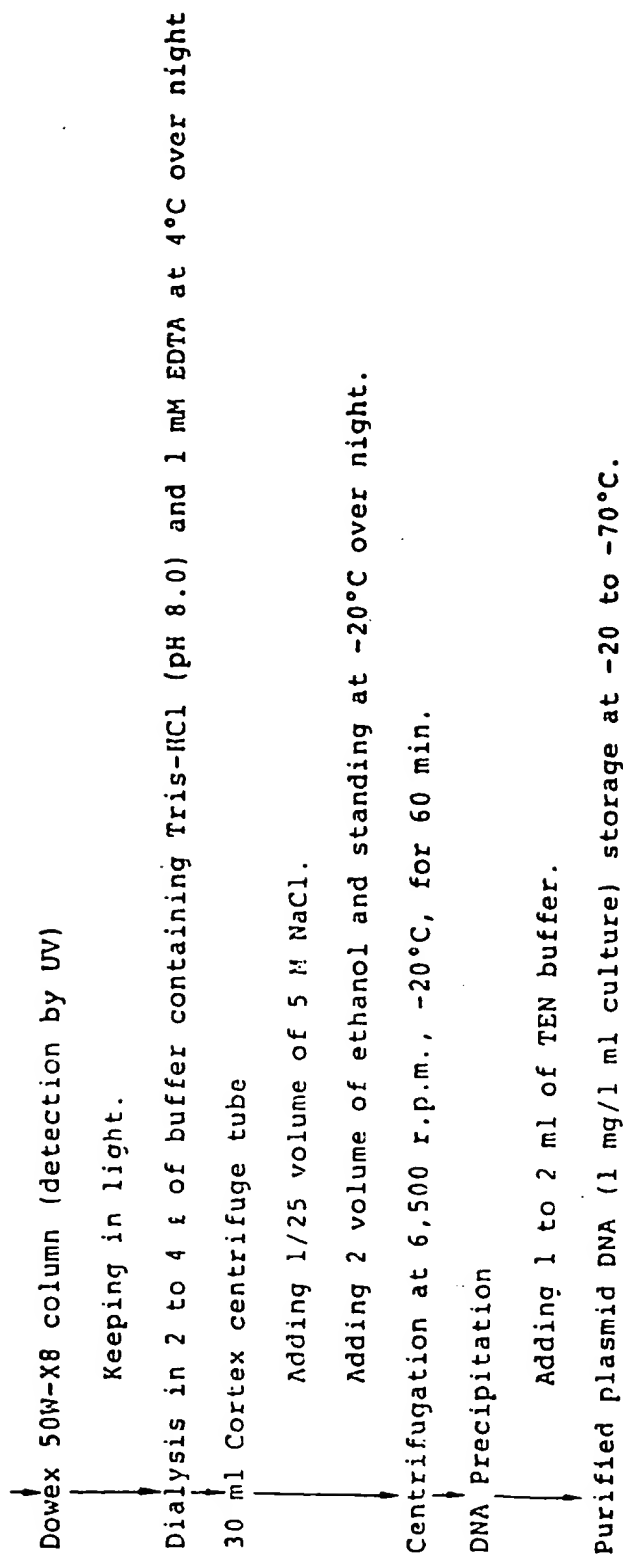 Dowex 50W-X8 column (detection by UV)
Keeping in light.
Dialysis in 2 to 4 ℓ of buffer containing Tris-HCl (pH 8.0) and 1 mM EDTA at 4°C over night
30 ml Cortex centrifuge tube
Adding 1/25 volume of 5 M NaCl.
Adding 2 volume of ethanol and standing at -20°C over night.
Centrifugation at 6,500 r.p.m., -20°C, for 60 min.
DNA Precipitation
Adding 1 to 2 ml of TEN buffer.
Purified plasmid DNA (1 mg/1 ml culture) storage at -20 to -70°C.